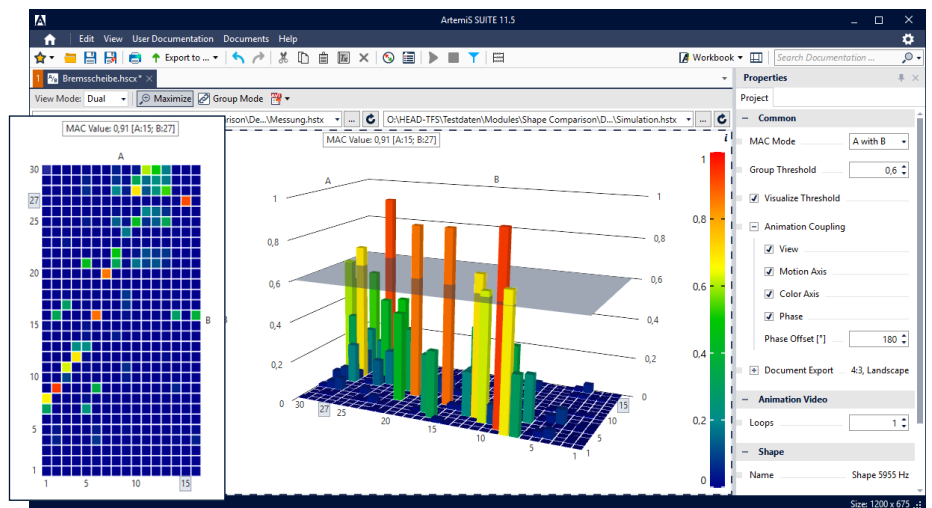 ArtemiS SUITE 11.5
Edit View User Documentation Documents Help
Export to ... Workbook Search Documentation ...
1 Bremsscheibe.hscx*
View Mode: Dual Maximize Group Mode
rison\De...\Messung.hstx ... O:\HEAD-TFS\Testdaten\Modules\Shape Comparison\D...\Simulation.hstx ...
MAC Value: 0,91 [A:15; B:27]
A
30
27
25
20
15
10
5
1
B
1 5 10 15
MAC Value: 0,91 [A:15; B:27]
i
A B
1 1
0,8 0,8
0,6 0,6
0,4 0,4
0,2 0,2
0 0
30 27 25 20 15 10 5 1
1 5 10 15
1
0,8
0,6
0,4
0,2
0
Properties
Project
Common
MAC Mode A with B
Group Threshold 0,6
Visualize Threshold
Animation Coupling
View
Motion Axis
Color Axis
Phase
Phase Offset [°] 180
Document Export 4:3, Landscape
Animation Video
Loops 1
Shape
Name Shape 5955 Hz
Size: 1200 x 675